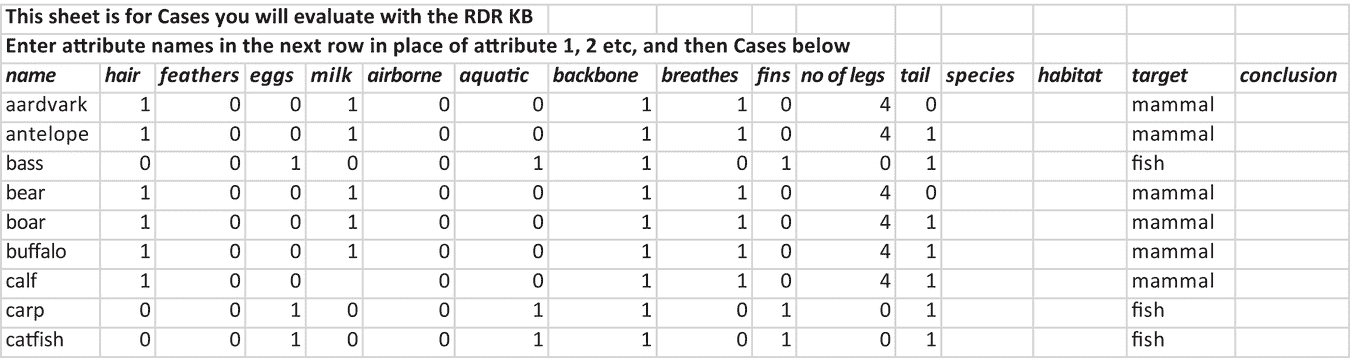 This sheet is for Cases you will evaluate with the RDR KB
Enter attribute names in the next row in place of attribute 1, 2 etc, and then Cases below
name hair feathers eggs milk airborne aquatic backbone breathes fins no of legs tail species habitat target conclusion
aardvark 1 0 0 1 0 0 1 1 0 4 0 mammal
antelope 1 0 0 1 0 0 1 1 0 4 1 mammal
bass 0 0 1 0 0 1 1 0 1 0 1 fish
bear 1 0 0 1 0 0 1 1 0 4 0 mammal
boar 1 0 0 1 0 0 1 1 0 4 1 mammal
buffalo 1 0 0 1 0 0 1 1 0 4 1 mammal
calf 1 0 0 0 0 1 1 0 4 1 mammal
carp 0 0 1 0 0 1 1 0 1 0 1 fish
catfish 0 0 1 0 0 1 1 0 1 0 1 fish